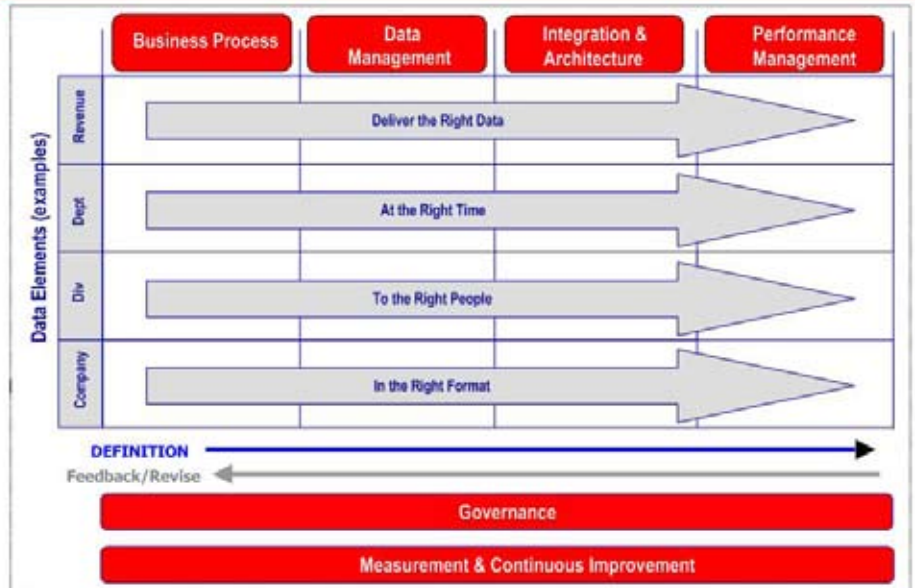 Business Process
Data
Management
Integration &
Architecture
Performance
Management
Data Elements (examples)
Revenue
Deliver the Right Data
Dept
At the Right Time
Div
To the Right People
Company
In the Right Format
DEFINITION
Feedback/Revise
Governance
Measurement & Continuous Improvement